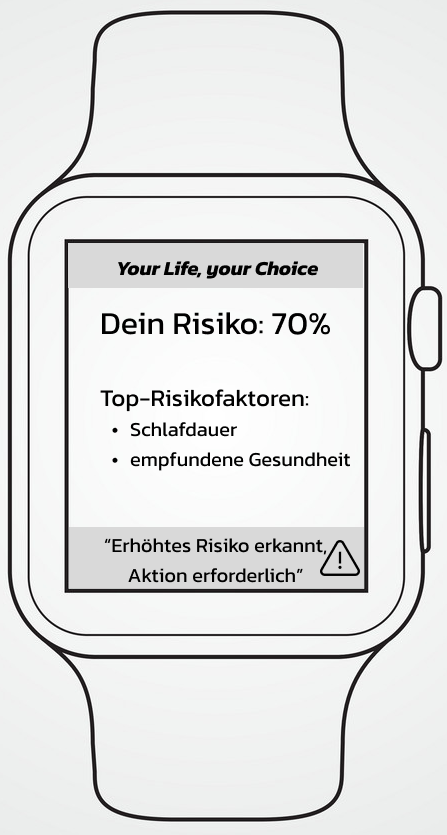 Your Life, your Choice
Dein Risiko: 70%
Top-Risikofaktoren:
• Schlafdauer
• empfundene Gesundheit
“Erhöhtes Risiko erkannt,
Aktion erforderlich”